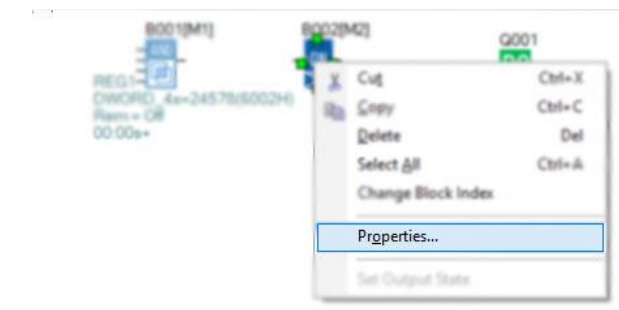 B001[M1]
B002[M2]
Q001
REG1
DWORD_4x=24578(6002H)
Rem = Off
00:00s+
Cut Ctrl+X
Copy Ctrl+C
Delete Del
Select All Ctrl+A
Change Block Index
Properties...
Set Output State